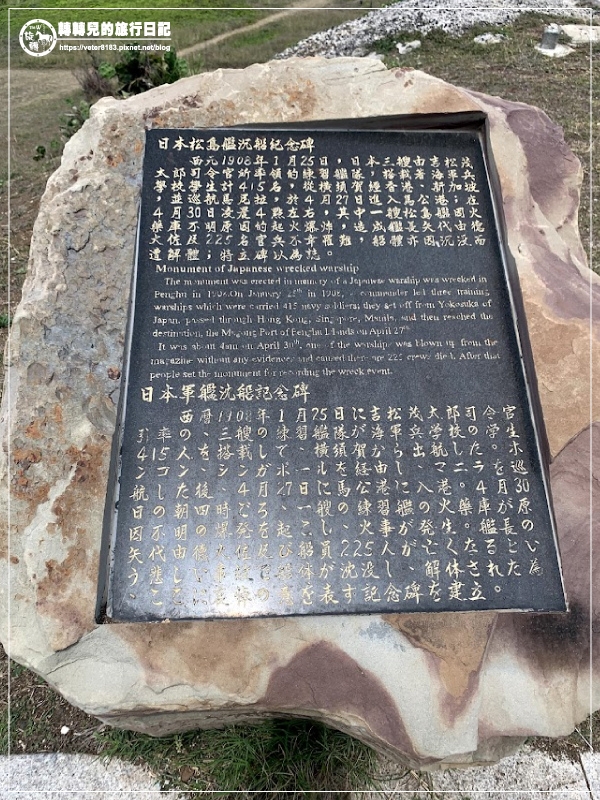 轉轉兒的旅行日記
https://veter8183.pixnet.net/blog
日本松島艦沉船紀念碑
西元1908年1月25日，日本三艘由吉松茂
太郎司令官所率領的練習艦隊，搭載著海軍兵
學校學生計415名，從橫須賀經香港、新加坡
，並巡航馬尼拉，於4月27日進入馬公港；在
4月30日凌晨4點左右，其中一艘松島艦因火
藥庫不明原因的起火爆炸，造成艦長矢代由德
大佐及225名官兵不幸罹難，船體亦因沉沒而
遭解體；特立碑以為誌。
Monument of Japanese wrecked warship
The monument was erected in memory of a Japanese warship was wrecked in
Penghu in 1908.On January 25th in 1908, a commander led three training
warships which were carried 415 navy soldiers; they set off from Yokosuka of
Japan, passed through Hong Kong, Singapore, Manila, and then reached the
destination, the Magong Port of Penghu Islands on April 27th.
It was about 4am on April 30th, one of the warships was blown up from the
magazine without any evidence and caused there are 225 crews died. After that
people set the monument for recording the wreck event.
日本軍艦沈船記念碑
西暦、1908年1月25日に吉松茂太郎司令官
引率、三艘の練習艦隊が海軍兵学校の学生
415人を搭載し、横須賀から出航した。ホ
ンコン、シンガポールを経由し、マニラを巡
航した後、4月27日に馬公港に入港。4月30
日の朝、4時ごろ、一艘の練習艦の火薬庫が原
因不明の爆発を起こし、火事が発生。艦長の
矢代由徳大佐及び船員225人が亡くなるとい
う、船体が沈没し、解体された為
を表す記念碑を建立。